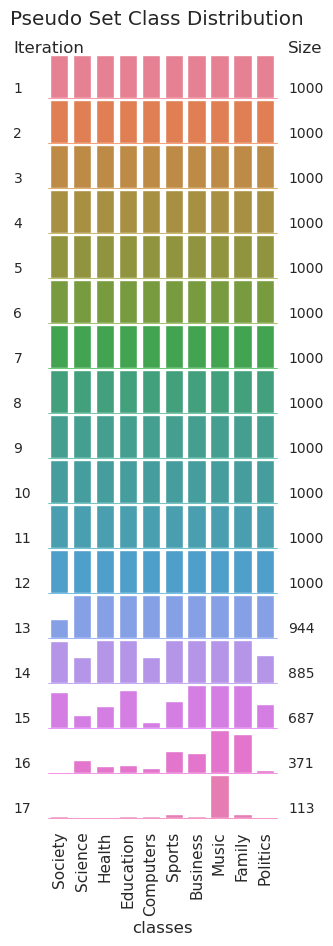 Pseudo Set Class Distribution
Iteration Size
1 1000
2 1000
3 1000
4 1000
5 1000
6 1000
7 1000
8 1000
9 1000
10 1000
11 1000
12 1000
13 944
14 885
15 687
16 371
17 113
Society
Science
Health
Education
Computers
Sports
Business
Music
Family
Politics
classes